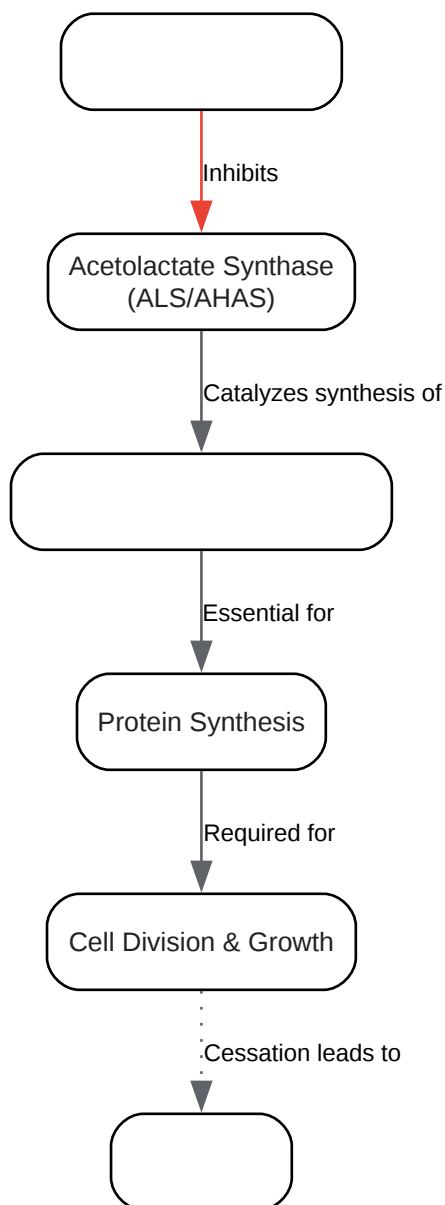 Inhibits
Acetolactate Synthase
(ALS/AHAS)
Catalyzes synthesis of
Essential for
Protein Synthesis
Required for
Cell Division & Growth
Cessation leads to